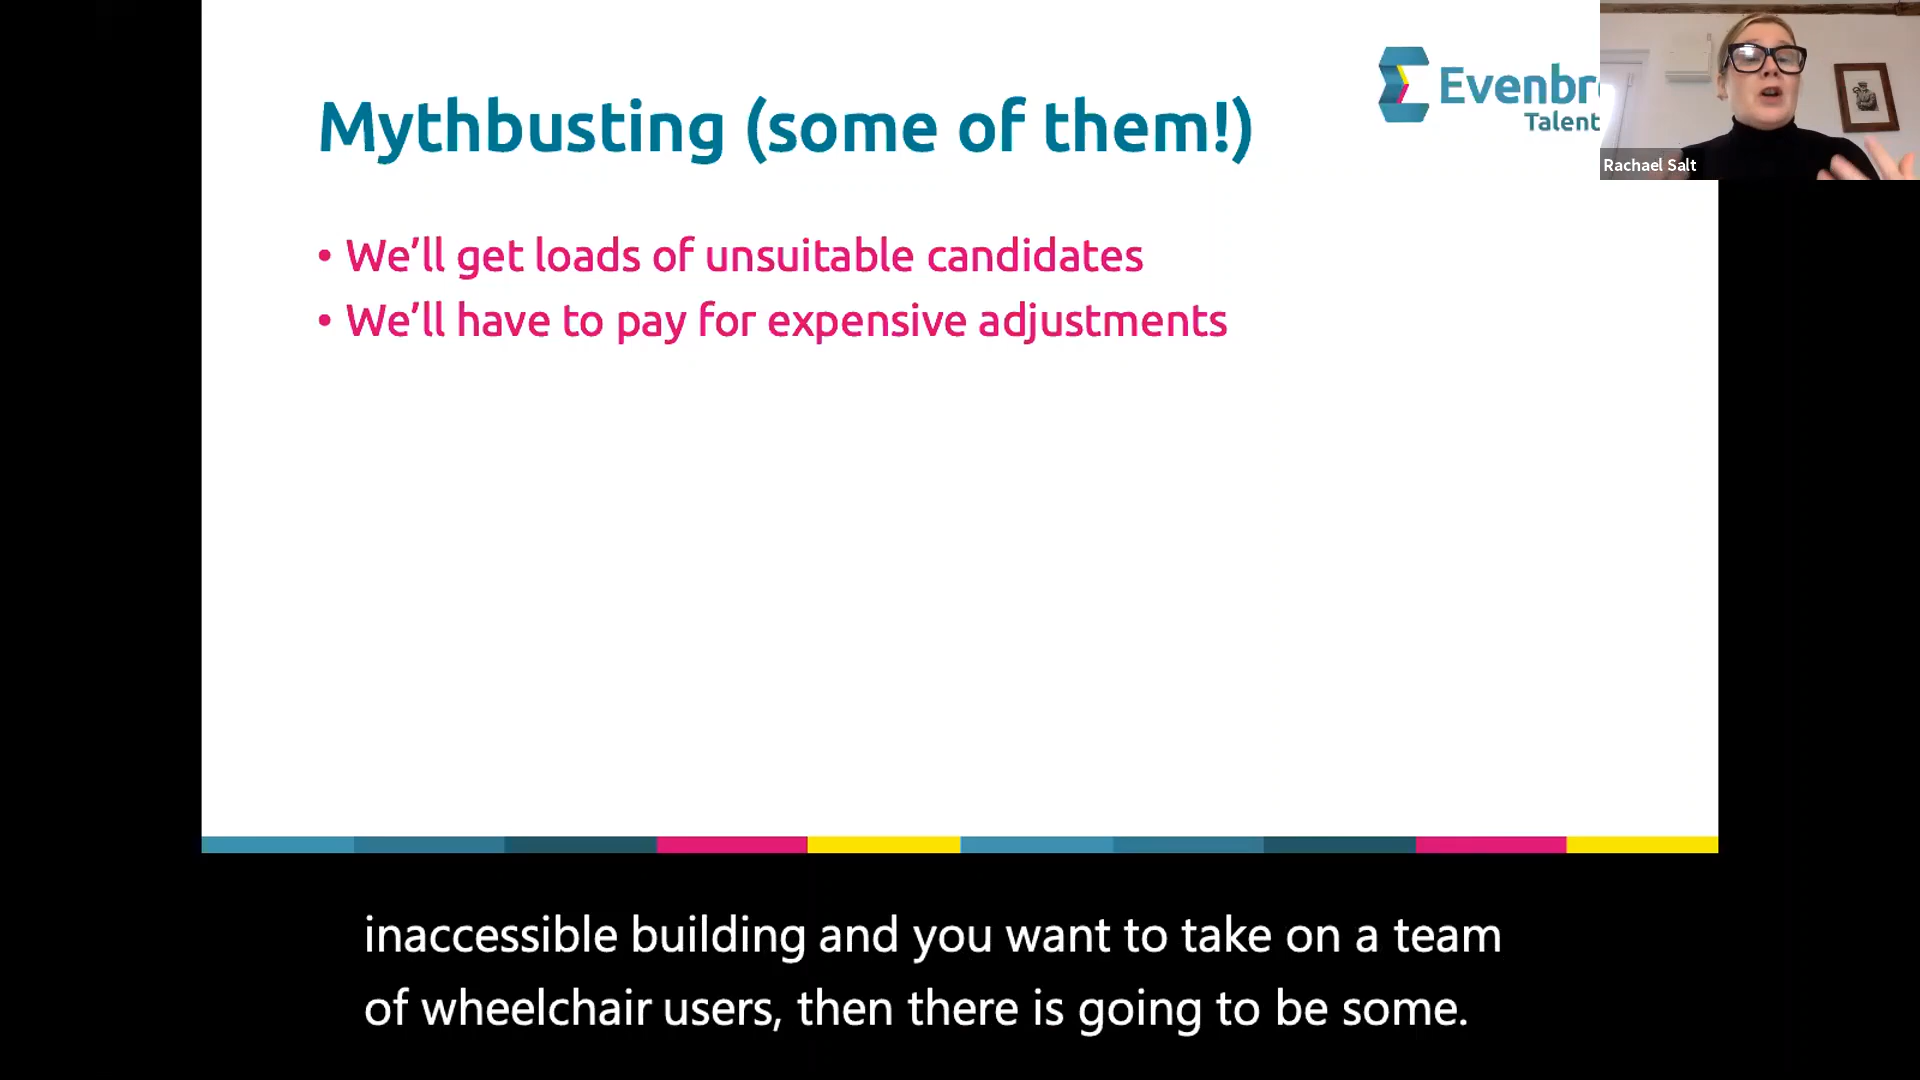 Mythbusting (some of them!)
Evenbr
Talent
Rachael Salt
• We’ll get loads of unsuitable candidates
• We’ll have to pay for expensive adjustments
inaccessible building and you want to take on a team
of wheelchair users, then there is going to be some.